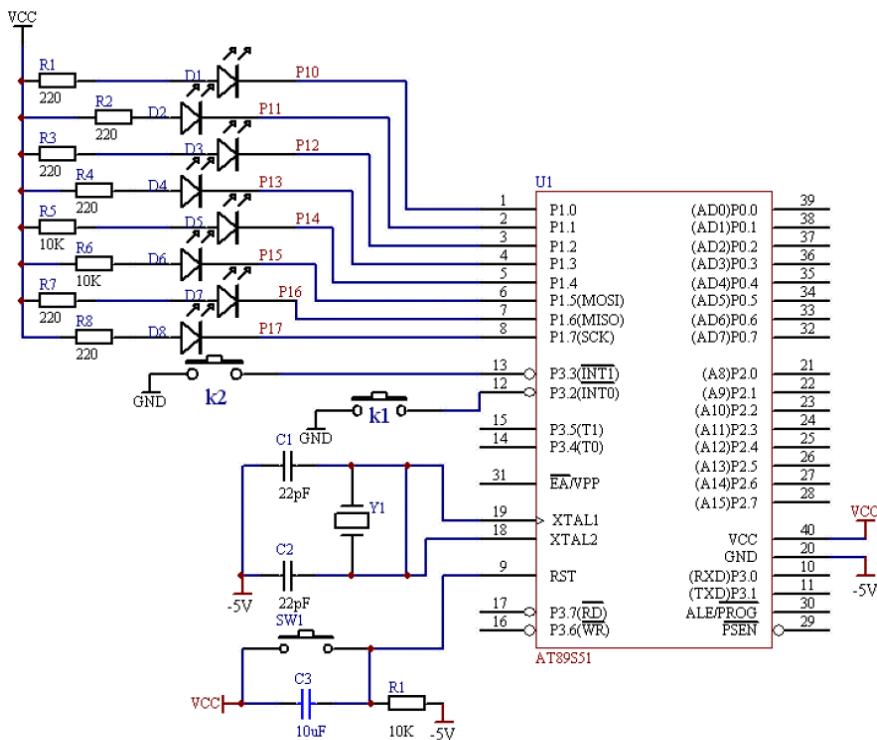 VCC
R1
220
D1
P10
R2
220
D2
P11
R3
220
D3
P12
R4
220
D4
P13
R5
10K
D5
P14
R6
10K
D6
P15
R7
220
D7
P16
R8
220
D8
P17
GND
k2
GND
k1
C1
22pF
Y1
C2
22pF
-5V
SW1
VCC
C3
10uF
R1
10K
-5V
U1
1 P1.0 (AD0)P0.0 39
2 P1.1 (AD1)P0.1 38
3 P1.2 (AD2)P0.2 37
4 P1.3 (AD3)P0.3 36
5 P1.4 (AD4)P0.4 35
6 P1.5(MOSI) (AD5)P0.5 34
7 P1.6(MISO) (AD6)P0.6 33
8 P1.7(SCK) (AD7)P0.7 32
13 P3.3(INT1) (A8)P2.0 21
12 P3.2(INT0) (A9)P2.1 22
(A10)P2.2 23
15 P3.5(T1) (A11)P2.3 24
14 P3.4(T0) (A12)P2.4 25
(A13)P2.5 26
31 EA/VPP (A14)P2.6 27
(A15)P2.7 28
19 XTAL1
18 XTAL2 VCC 40
GND 20
9 RST (RXD)P3.0 10
(TXD)P3.1 11
17 P3.7(RD) ALE/PROG 30
16 P3.6(WR) PSEN 29
AT89S51
VCC
-5V